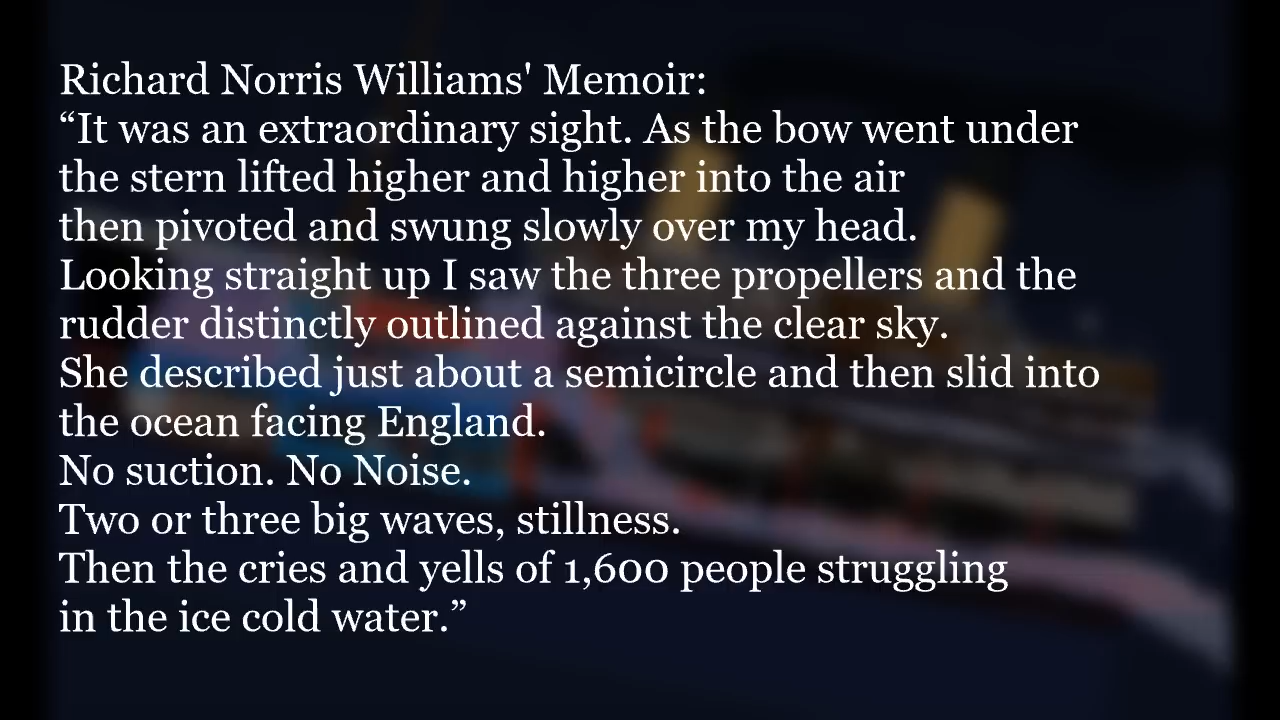 Richard Norris Williams' Memoir:
“It was an extraordinary sight. As the bow went under
the stern lifted higher and higher into the air
then pivoted and swung slowly over my head.
Looking straight up I saw the three propellers and the
rudder distinctly outlined against the clear sky.
She described just about a semicircle and then slid into
the ocean facing England.
No suction. No Noise.
Two or three big waves, stillness.
Then the cries and yells of 1,600 people struggling
in the ice cold water.”